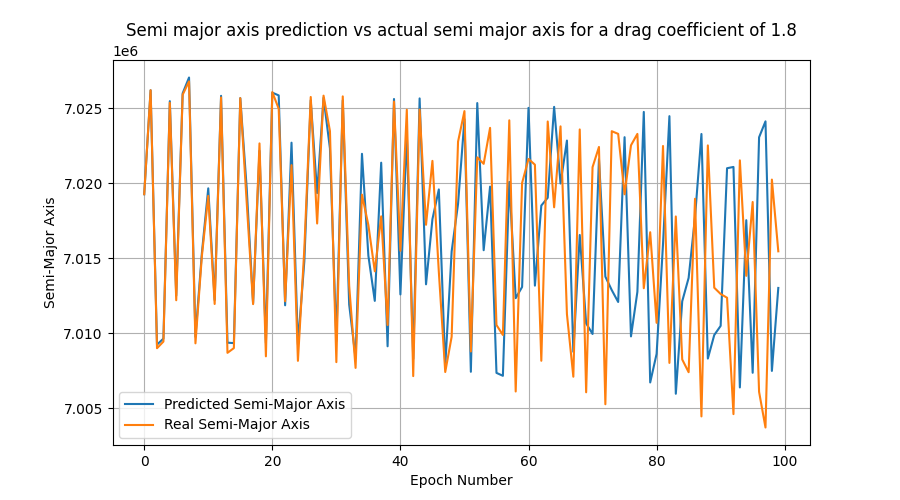 Semi major axis prediction vs actual semi major axis for a drag coefficient of 1.8
1e6
7.025
7.020
7.015
7.010
7.005
Semi-Major Axis
Predicted Semi-Major Axis
Real Semi-Major Axis
0 20 40 60 80 100
Epoch Number